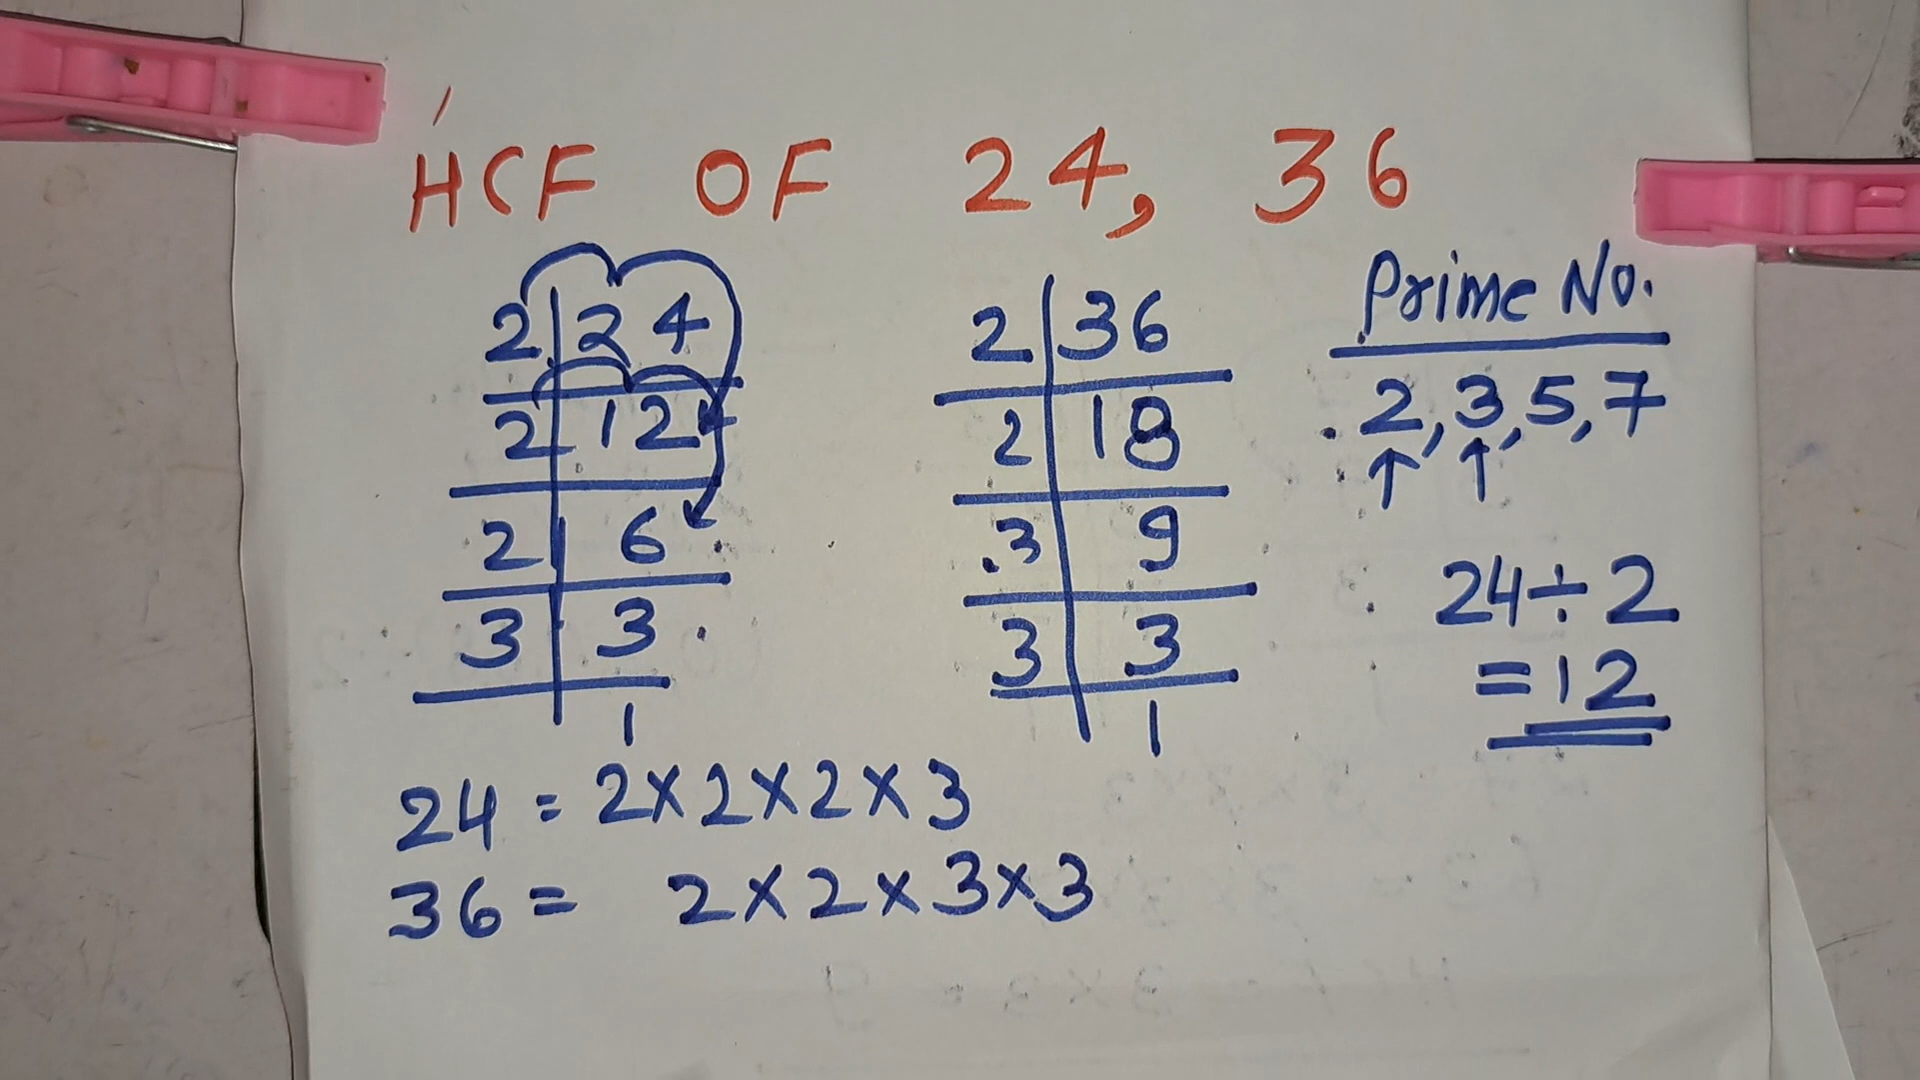 HCF OF 24, 36
2 | 24
2 | 12
2 | 6
3 | 3
1
2 | 36
2 | 18
3 | 9
3 | 3
1
Prime No.
2, 3, 5, 7
↑ ↑
24÷2
=12
24 = 2×2×2×3
36 = 2×2×3×3